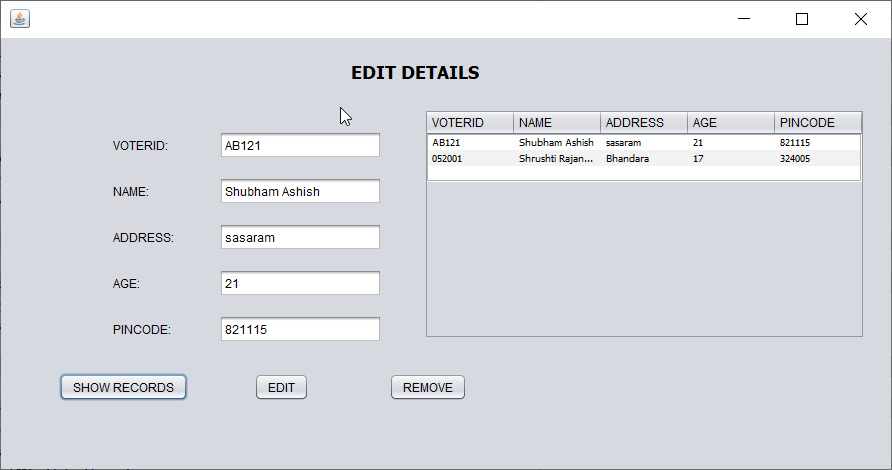 EDIT DETAILS
VOTERID: AB121
NAME: Shubham Ashish
ADDRESS: sasaram
AGE: 21
PINCODE: 821115
VOTERID NAME ADDRESS AGE PINCODE
AB121 Shubham Ashish sasaram 21 821115
052001 Shrushti Rajan... Bhandara 17 324005
SHOW RECORDS EDIT REMOVE